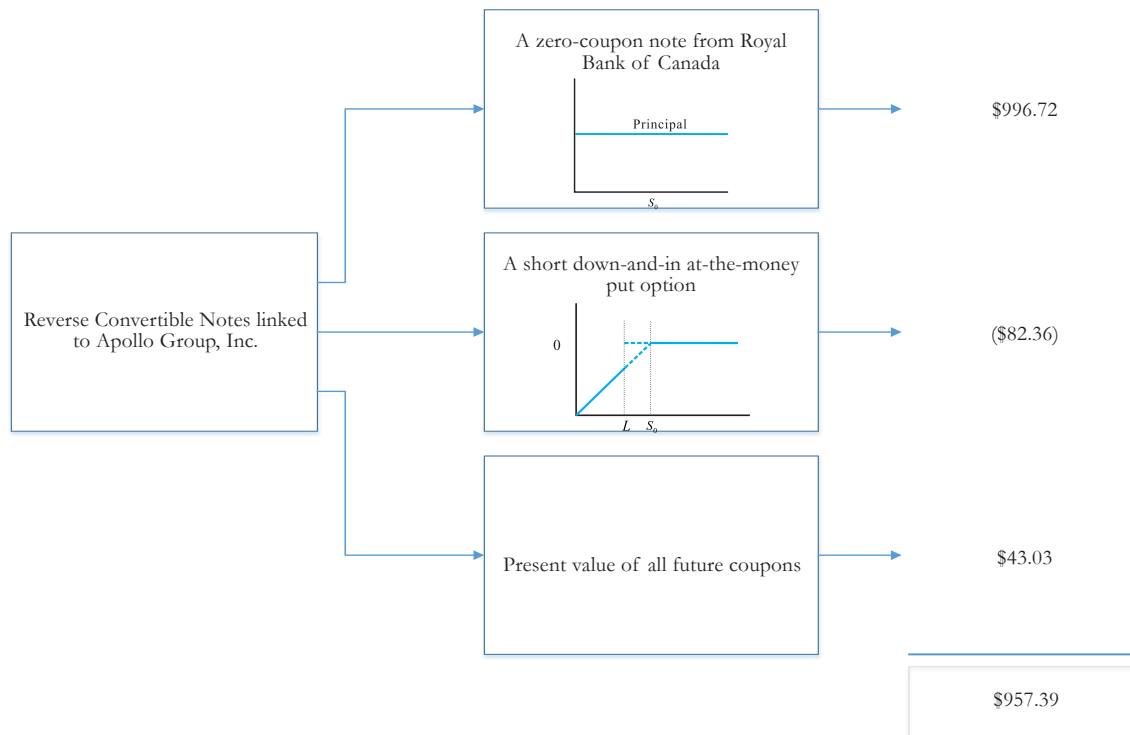 A zero-coupon note from Royal
Bank of Canada
Principal
S₀
$996.72
Reverse Convertible Notes linked
to Apollo Group, Inc.
A short down-and-in at-the-money
put option
0
L S₀
($82.36)
Present value of all future coupons
$43.03
$957.39